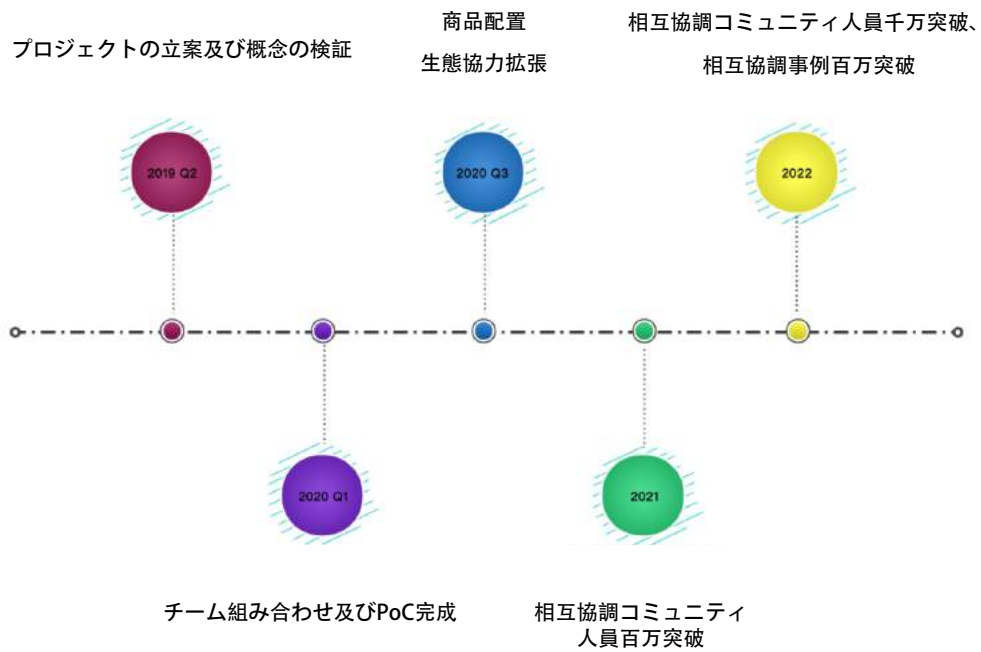 商品配置
生態協力拡張
相互協調コミュニティ人員千万突破、
相互協調事例百万突破
プロジェクトの立案及び概念の検証
2019 Q2
2020 Q3
2022
2020 Q1
2021
チーム組み合わせ及びPoC完成
相互協調コミュニティ
人員百万突破